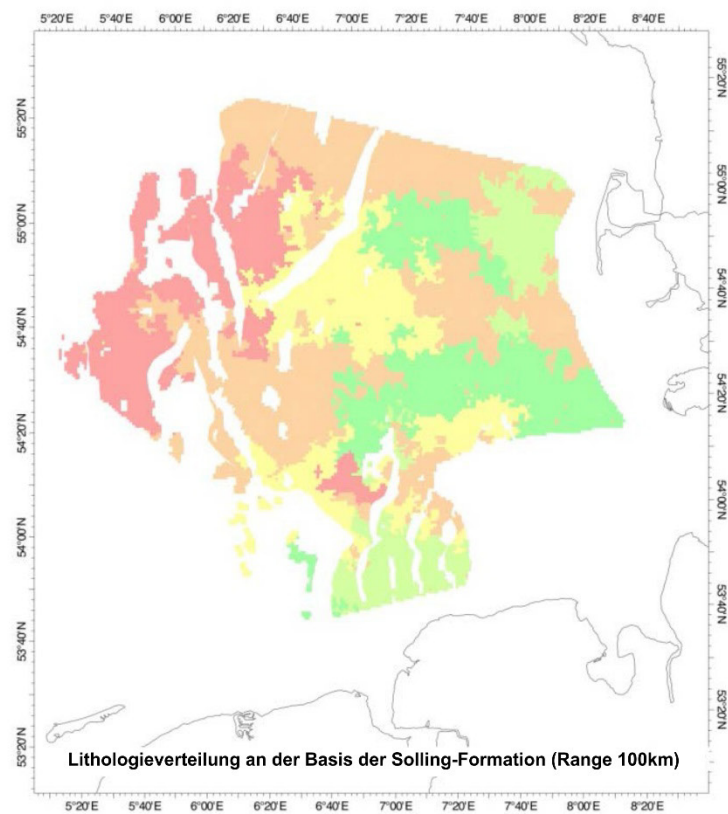 5°20'E 5°40'E 6°00'E 6°20'E 6°40'E 7°00'E 7°20'E 7°40'E 8°00'E 8°20'E 8°40'E
55°20'N
55°00'N
54°40'N
54°20'N
54°00'N
53°40'N
53°20'N
55°20'N
55°00'N
54°40'N
54°20'N
54°00'N
53°40'N
53°20'N
Lithologieverteilung an der Basis der Solling-Formation (Range 100km)
5°20'E 5°40'E 6°00'E 6°20'E 6°40'E 7°00'E 7°20'E 7°40'E 8°00'E 8°20'E